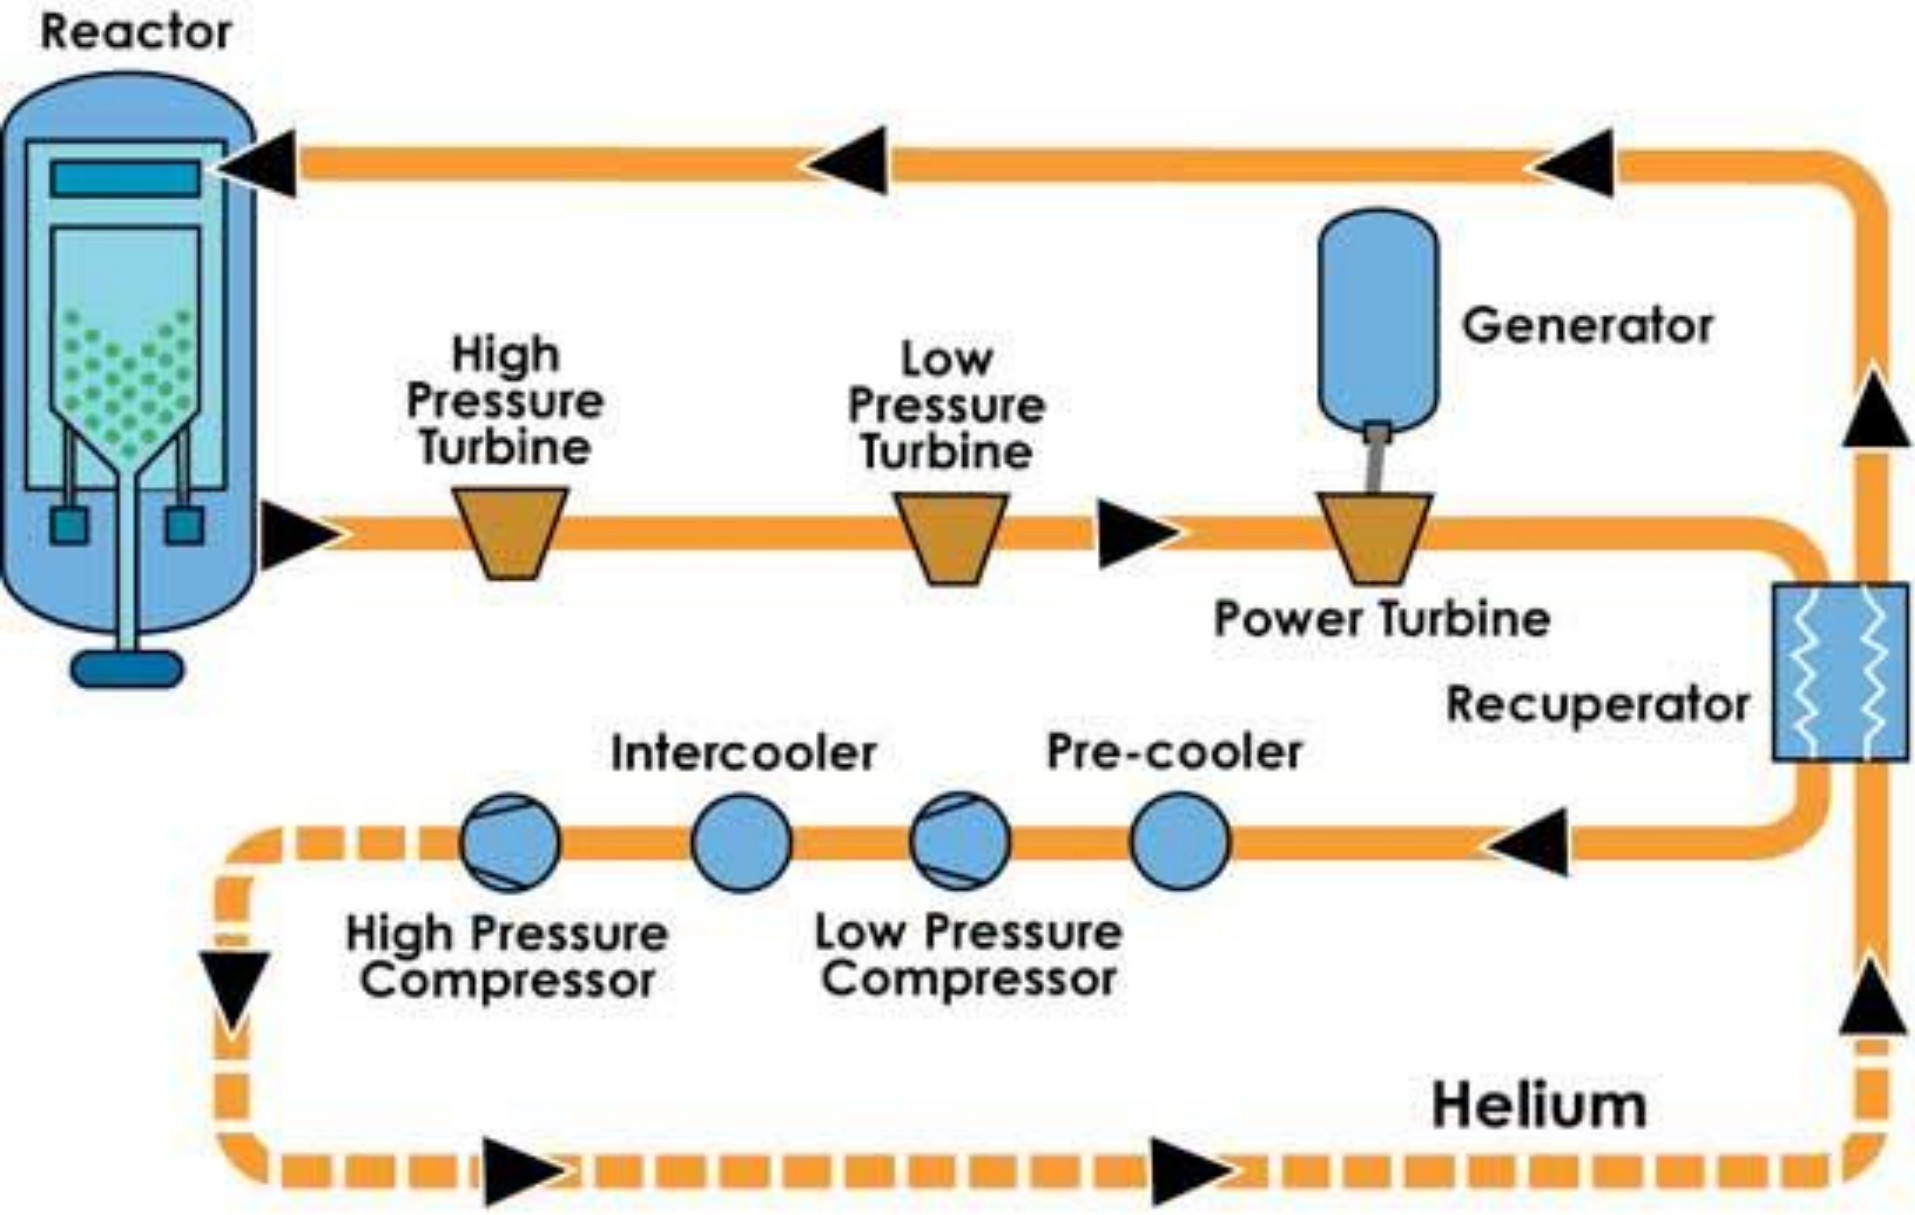 Reactor
Generator
High
Pressure
Turbine
Low
Pressure
Turbine
Power Turbine
Recuperator
Intercooler
Pre-cooler
High Pressure
Compressor
Low Pressure
Compressor
Helium